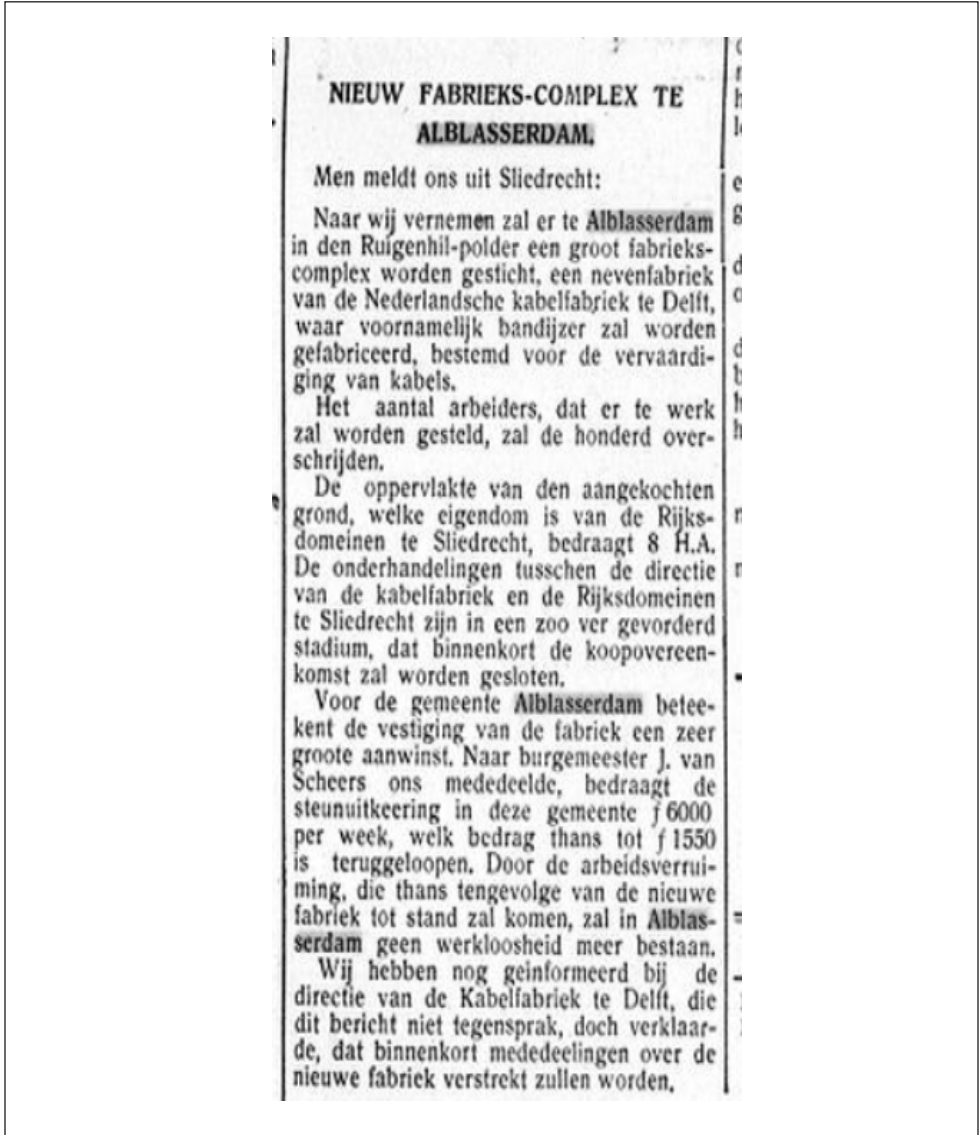 NIEUW FABRIEKS-COMPLEX TE
ALBLASSERDAM.
Men meldt ons uit Sliedrecht:
Naar wij vernemen zal er te Alblasserdam
in den Ruigenhil-polder een groot fabrieks-
complex worden gesticht, een nevenfabriek
van de Nederlandsche kabelfabriek te Delft,
waar voornamelijk bandijzer zal worden
gefabriceerd, bestemd voor de vervaardi-
ging van kabels.
Het aantal arbeiders, dat er te werk
zal worden gesteld, zal de honderd over-
schrijden.
De oppervlakte van den aangekochten
grond, welke eigendom is van de Rijks-
domeinen te Sliedrecht, bedraagt 8 H.A.
De onderhandelingen tusschen de directie
van de kabelfabriek en de Rijksdomeinen
te Sliedrecht zijn in een zoo ver gevorderd
stadium, dat binnenkort de koopovereen-
komst zal worden gesloten.
Voor de gemeente Alblasserdam betee-
kent de vestiging van de fabriek een zeer
groote aanwinst. Naar burgemeester J. van
Scheers ons mededeelde, bedraagt de
steunuitkeering in deze gemeente ƒ 6000
per week, welk bedrag thans tot ƒ 1550
is teruggeloopen. Door de arbeidsverrui-
ming, die thans tengevolge van de nieuwe
fabriek tot stand zal komen, zal in Alblas-
serdam geen werkloosheid meer bestaan.
Wij hebben nog geinformeerd bij de
directie van de Kabelfabriek te Delft, die
dit bericht niet tegensprak, doch verklaar-
de, dat binnenkort mededeelingen over de
nieuwe fabriek verstrekt zullen worden.